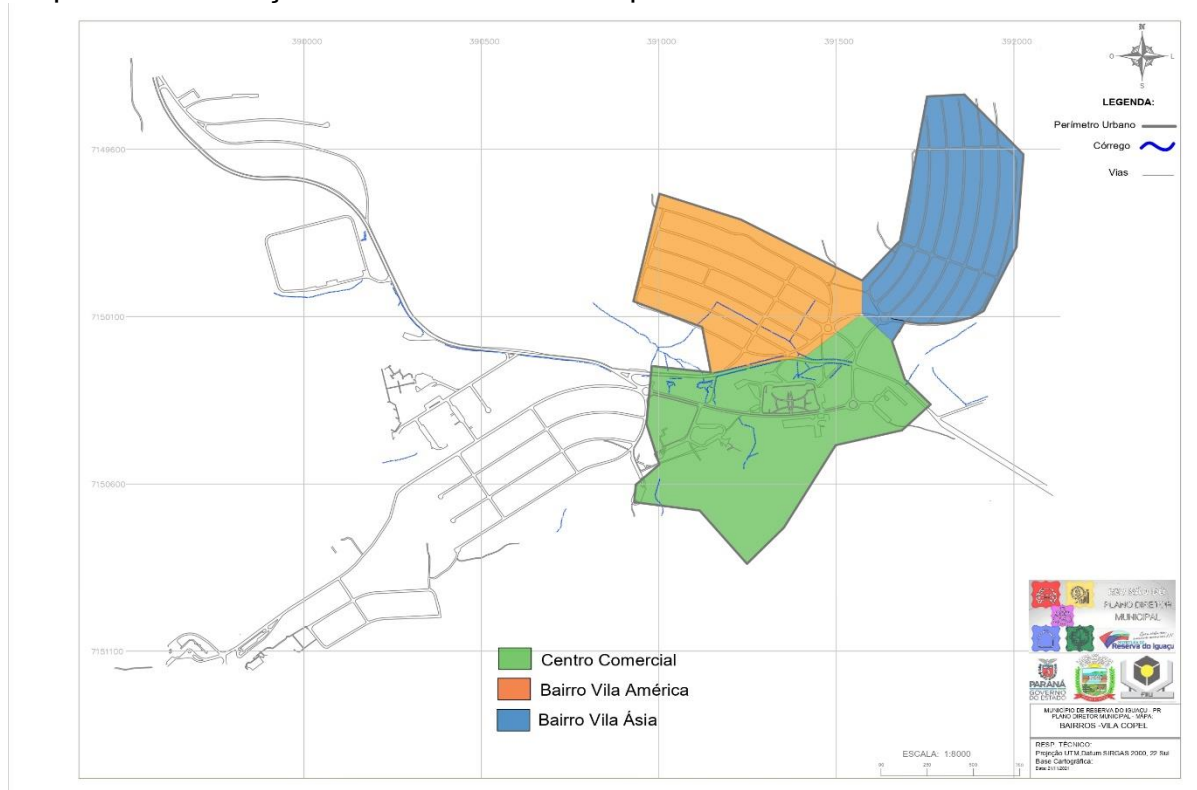 390000 390500 391000 391500 392000
N
O L
S
LEGENDA:
Perímetro Urbano
Córrego
Vias
7149600
7150100
7150600
7151100
Centro Comercial
Bairro Vila América
Bairro Vila Ásia
REVISÃO DO
PLANO DIRETOR
MUNICIPAL
Reserva do Iguaçu
PARANÁ
GOVERNO
DO ESTADO
MUNICÍPIO DE RESERVA DO IGUAÇU - PR
PLANO DIRETOR MUNICIPAL - MAPA:
BAIRROS -VILA COPEL
RESP. TÉCNICO:
Projeção UTM,Datum SIRGAS 2000, 22 Sul
Base Cartográfica:
ESCALA: 1:8000